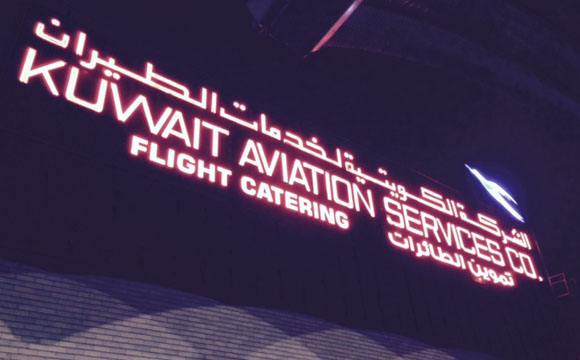 الشركة الكويتية لخدمات الطيران
KUWAIT AVIATION SERVICES CO.
FLIGHT CATERING
تموين الطائرات